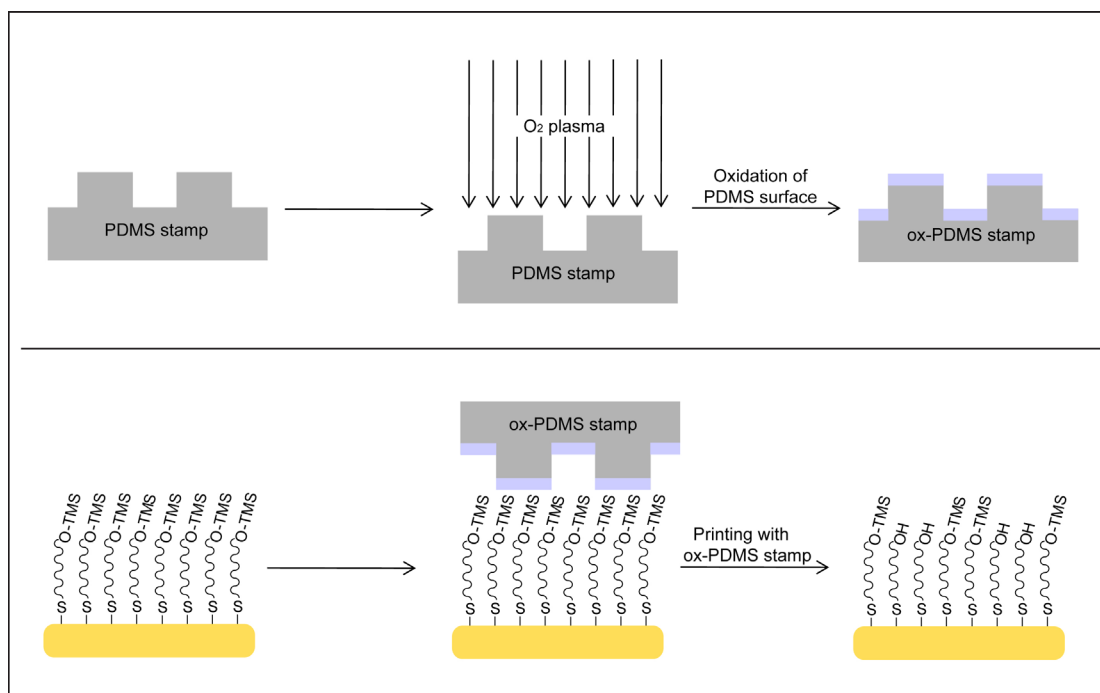 O₂ plasma
Oxidation of
PDMS surface
PDMS stamp
PDMS stamp
ox-PDMS stamp
ox-PDMS stamp
O-TMS O-TMS O-TMS O-TMS O-TMS O-TMS O-TMS O-TMS
S S S S S S S S
O-TMS O-TMS O-TMS O-TMS O-TMS O-TMS O-TMS O-TMS
S S S S S S S S
Printing with
ox-PDMS stamp
O-TMS OH OH O-TMS O-TMS OH OH O-TMS
S S S S S S S S